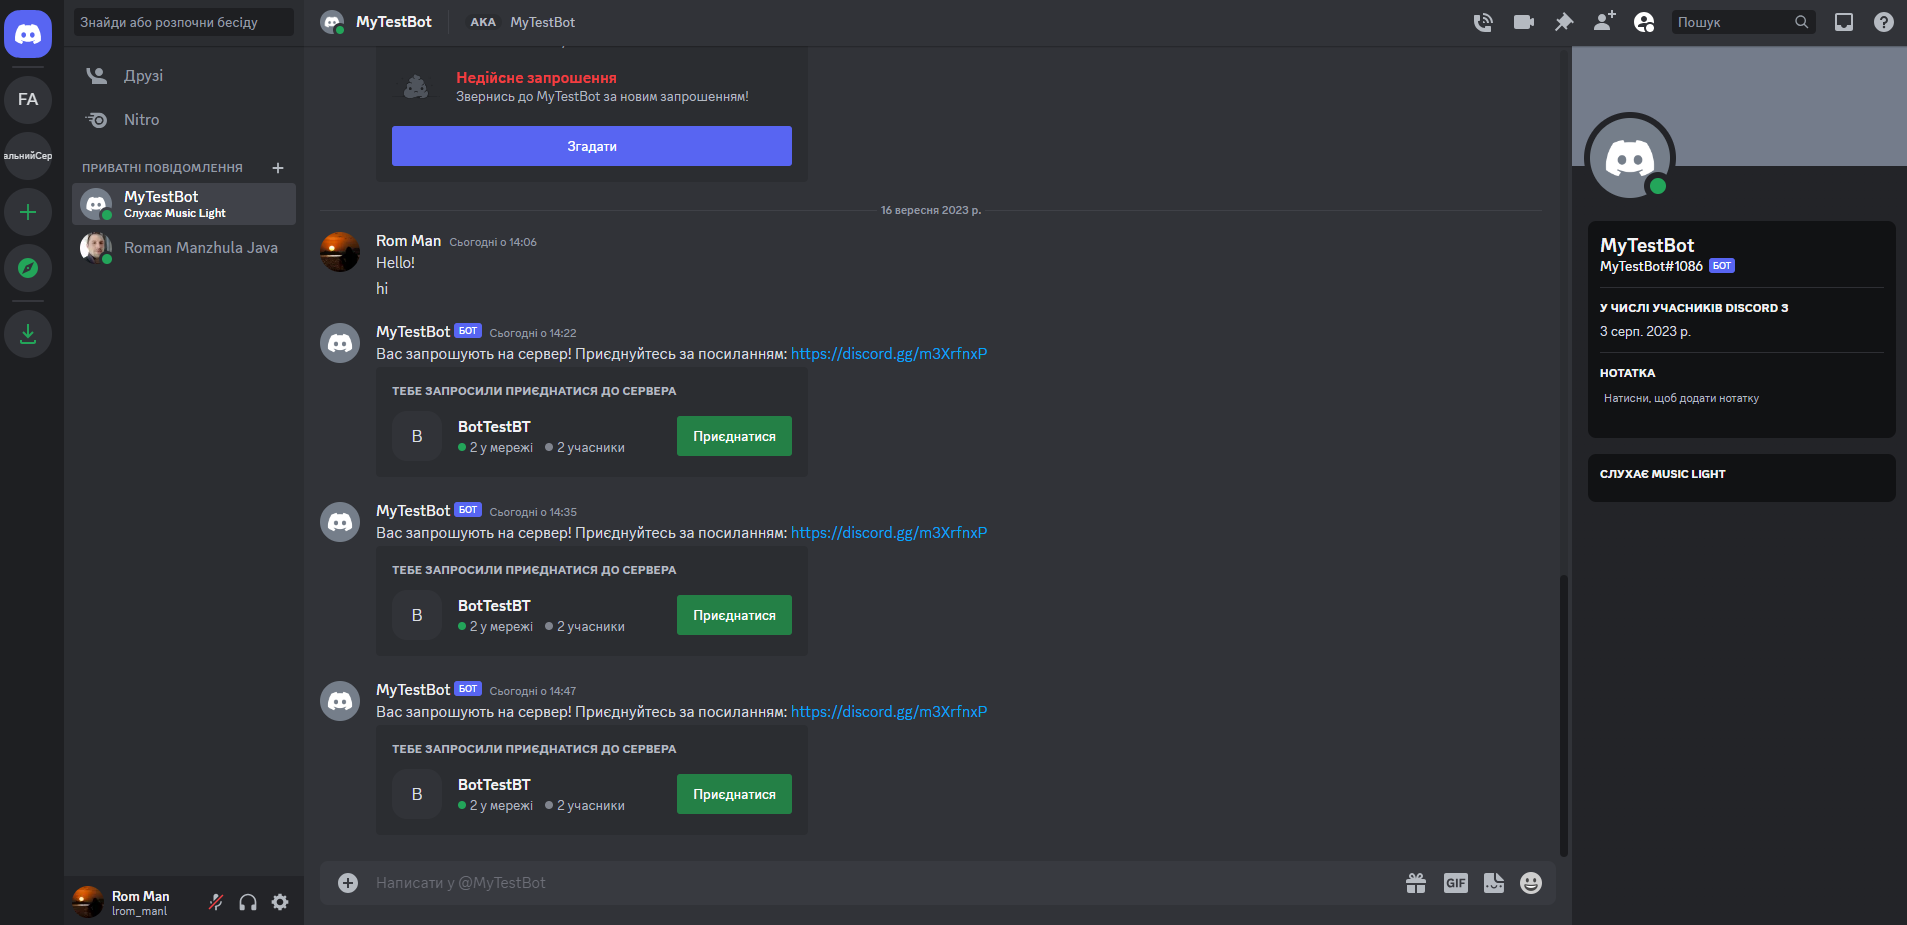 Знайди або розпочни бесіду
FA
альнийСер
Друзі
Nitro
ПРИВАТНІ ПОВІДОМЛЕННЯ
MyTestBot
Слухає Music Light
Roman Manzhula Java
Rom Man
lrom_manl
MyTestBot
AKA MyTestBot
Пошук
Недійсне запрошення
Звернись до MyTestBot за новим запрошенням!
Згадати
16 вересня 2023 р.
Rom Man Сьогодні о 14:06
Hello!
hi
MyTestBot БОТ Сьогодні о 14:22
Вас запрошують на сервер! Приєднуйтесь за посиланням: https://discord.gg/m3XrfnxP
ТЕБЕ ЗАПРОСИЛИ ПРИЄДНАТИСЯ ДО СЕРВЕРА
B
BotTestBT
2 у мережі 2 учасники
Приєднатися
MyTestBot БОТ Сьогодні о 14:35
Вас запрошують на сервер! Приєднуйтесь за посиланням: https://discord.gg/m3XrfnxP
ТЕБЕ ЗАПРОСИЛИ ПРИЄДНАТИСЯ ДО СЕРВЕРА
B
BotTestBT
2 у мережі 2 учасники
Приєднатися
MyTestBot БОТ Сьогодні о 14:47
Вас запрошують на сервер! Приєднуйтесь за посиланням: https://discord.gg/m3XrfnxP
ТЕБЕ ЗАПРОСИЛИ ПРИЄДНАТИСЯ ДО СЕРВЕРА
B
BotTestBT
2 у мережі 2 учасники
Приєднатися
Написати у @MyTestBot
GIF
MyTestBot
MyTestBot#1086 БОТ
У ЧИСЛІ УЧАСНИКІВ DISCORD З
3 серп. 2023 р.
НОТАТКА
Натисни, щоб додати нотатку
СЛУХАЄ MUSIC LIGHT